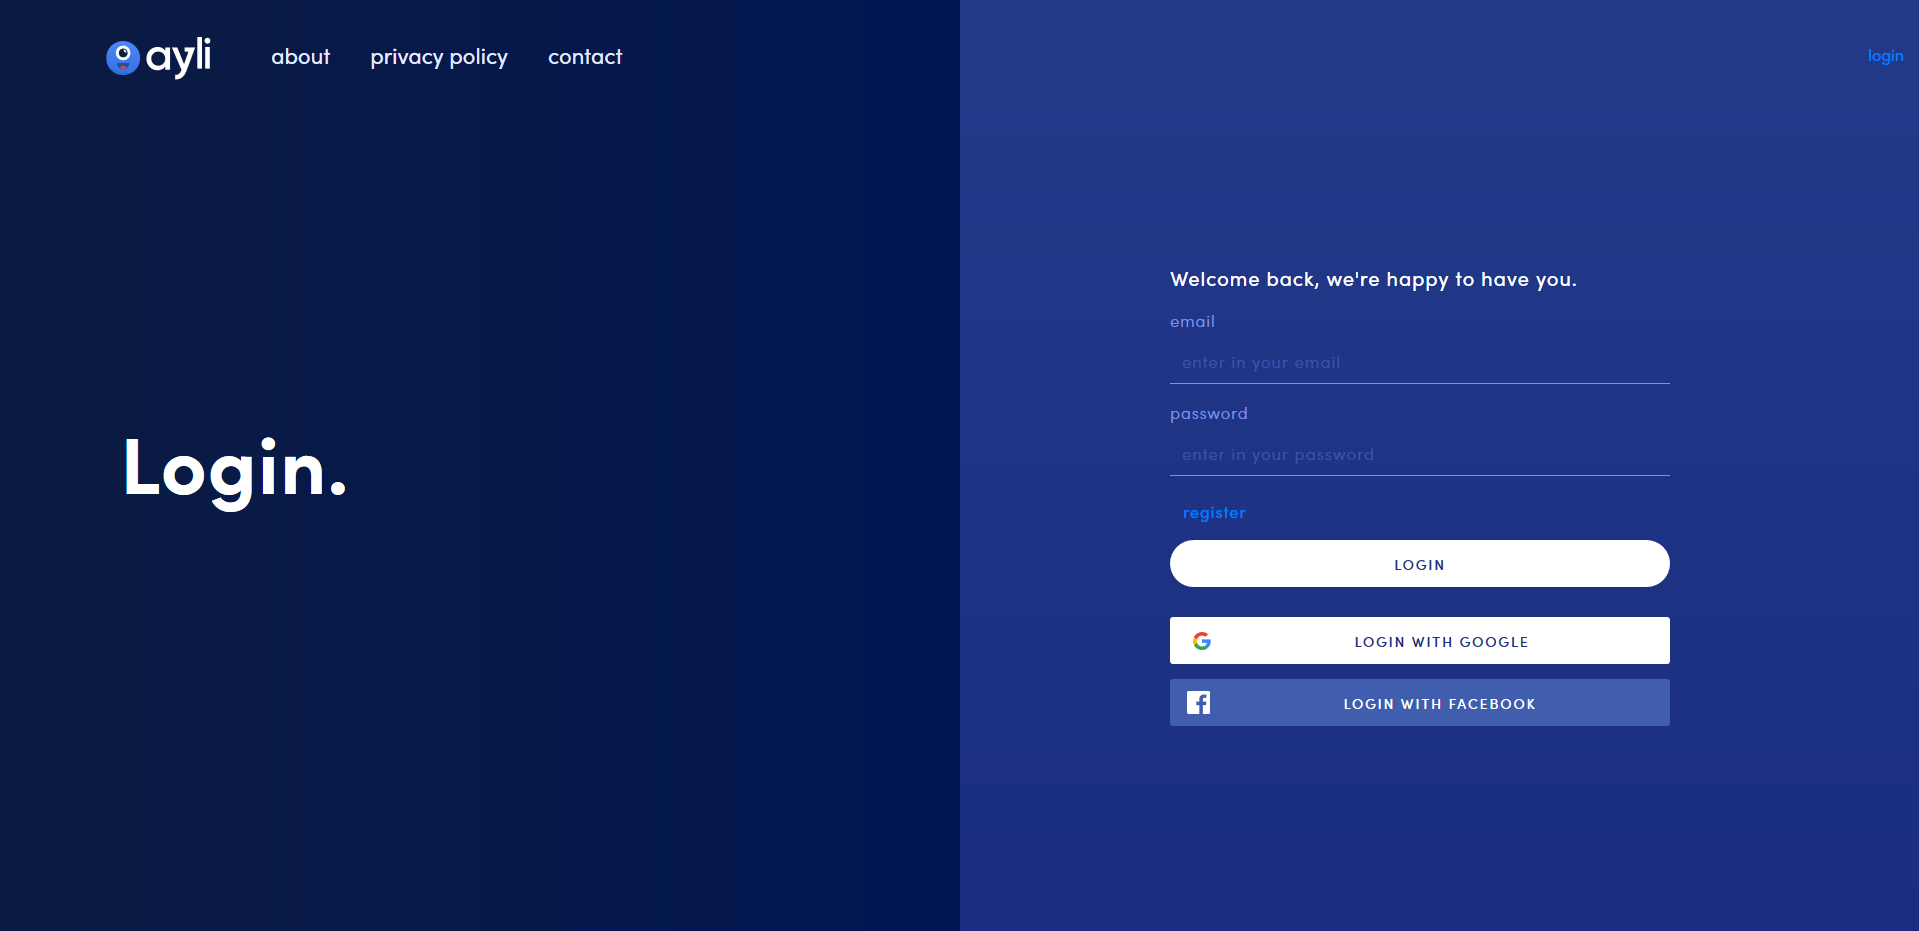 ayli about privacy policy contact login
Login.
Welcome back, we're happy to have you.
email
enter in your email
password
enter in your password
register
LOGIN
LOGIN WITH GOOGLE
LOGIN WITH FACEBOOK